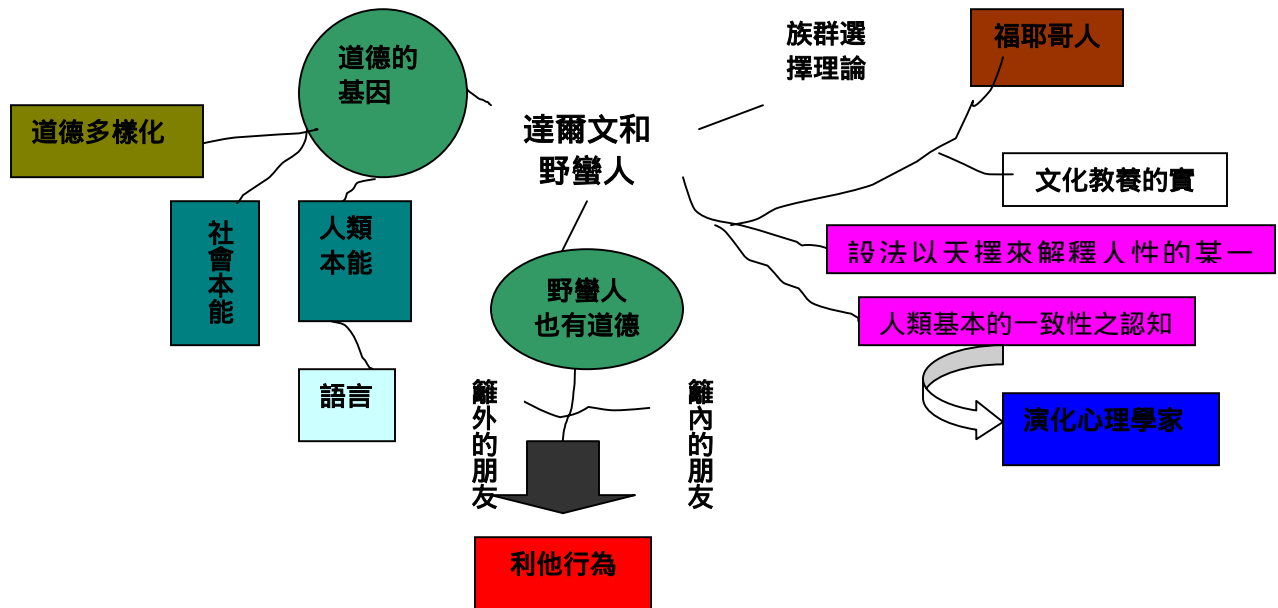 道德的
基因
族群選
擇理論
福耶哥人
道德多樣化
達爾文和
野蠻人
文化教養的實
社
會
本
能
人類
本能
設法以天擇來解釋人性的某一
野蠻人
也有道德
人類基本的一致性之認知
語言
籬
外
的
朋
友
籬
內
的
朋
友
演化心理學家
利他行為